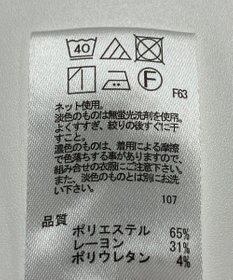 40
F
F63
ネット使用。
淡色のものは無蛍光洗剤を使用。
よくすすぎ、絞りの後すぐに干
すこと。
濃色のものは、着用による摩擦
で色落ちする事がありますので、
組み合せの衣服にご注意下さい。
また、淡色のものとは別にお洗
い下さい。
107
品質
ポリエステル 65%
レーヨン 31%
ポリウレタン 4%